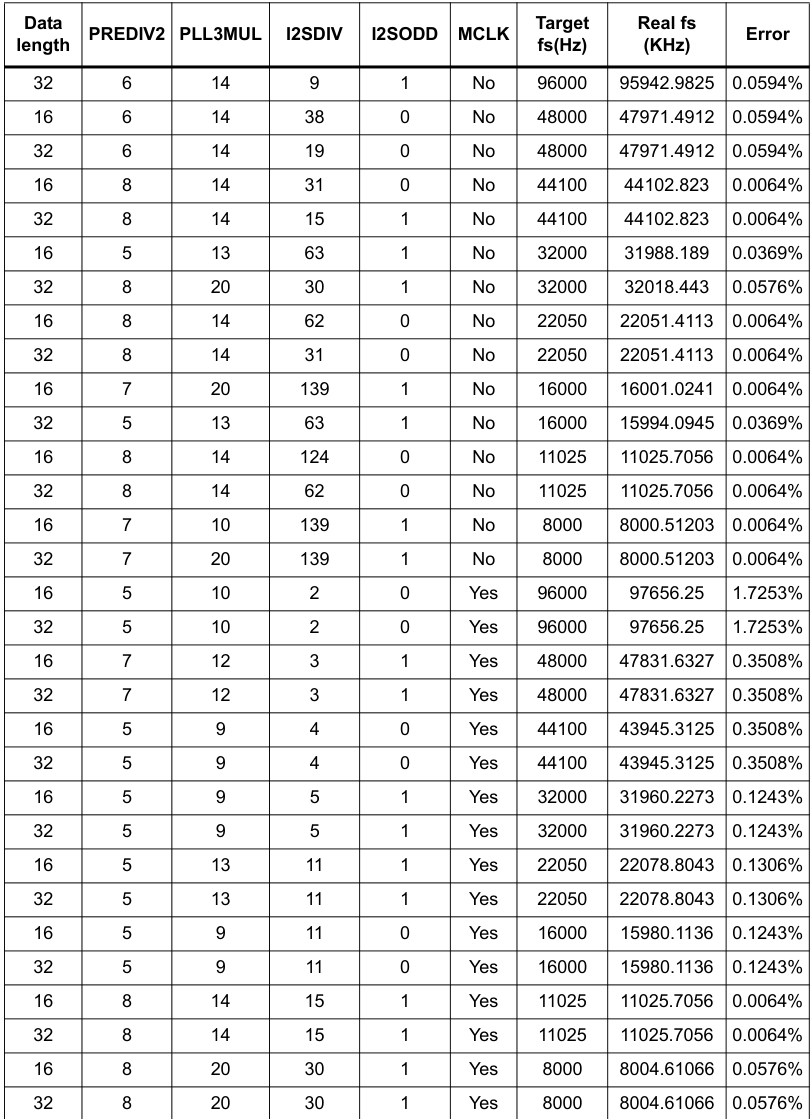 Data length PREDIV2 PLL3MUL I2SDIV I2SODD MCLK Target fs(Hz) Real fs (KHz) Error
32 6 14 9 1 No 96000 95942.9825 0.0594%
16 6 14 38 0 No 48000 47971.4912 0.0594%
32 6 14 19 0 No 48000 47971.4912 0.0594%
16 8 14 31 0 No 44100 44102.823 0.0064%
32 8 14 15 1 No 44100 44102.823 0.0064%
16 5 13 63 1 No 32000 31988.189 0.0369%
32 8 20 30 1 No 32000 32018.443 0.0576%
16 8 14 62 0 No 22050 22051.4113 0.0064%
32 8 14 31 0 No 22050 22051.4113 0.0064%
16 7 20 139 1 No 16000 16001.0241 0.0064%
32 5 13 63 1 No 16000 15994.0945 0.0369%
16 8 14 124 0 No 11025 11025.7056 0.0064%
32 8 14 62 0 No 11025 11025.7056 0.0064%
16 7 10 139 1 No 8000 8000.51203 0.0064%
32 7 20 139 1 No 8000 8000.51203 0.0064%
16 5 10 2 0 Yes 96000 97656.25 1.7253%
32 5 10 2 0 Yes 96000 97656.25 1.7253%
16 7 12 3 1 Yes 48000 47831.6327 0.3508%
32 7 12 3 1 Yes 48000 47831.6327 0.3508%
16 5 9 4 0 Yes 44100 43945.3125 0.3508%
32 5 9 4 0 Yes 44100 43945.3125 0.3508%
16 5 9 5 1 Yes 32000 31960.2273 0.1243%
32 5 9 5 1 Yes 32000 31960.2273 0.1243%
16 5 13 11 1 Yes 22050 22078.8043 0.1306%
32 5 13 11 1 Yes 22050 22078.8043 0.1306%
16 5 9 11 0 Yes 16000 15980.1136 0.1243%
32 5 9 11 0 Yes 16000 15980.1136 0.1243%
16 8 14 15 1 Yes 11025 11025.7056 0.0064%
32 8 14 15 1 Yes 11025 11025.7056 0.0064%
16 8 20 30 1 Yes 8000 8004.61066 0.0576%
32 8 20 30 1 Yes 8000 8004.61066 0.0576%